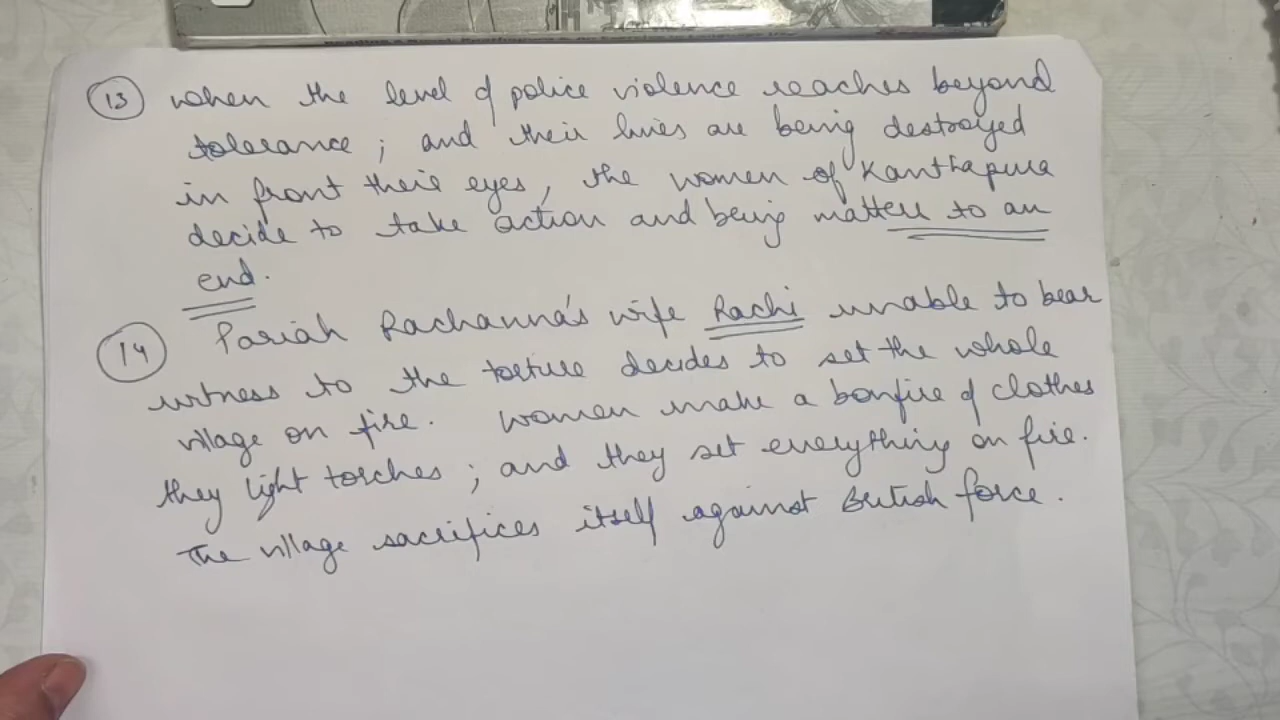 13 when the level of police violence reaches beyond
tolerance ; and their lives are being destroyed
in front their eyes, the women of Kanthapura
decide to take action and being matters to an
end.
14 Pariah Rachanna's wife Rachi unable to bear
witness to the torture decides to set the whole
village on fire. Women make a bonfire of clothes
they light torches ; and they set everything on fire.
The village sacrifices itself against British force.